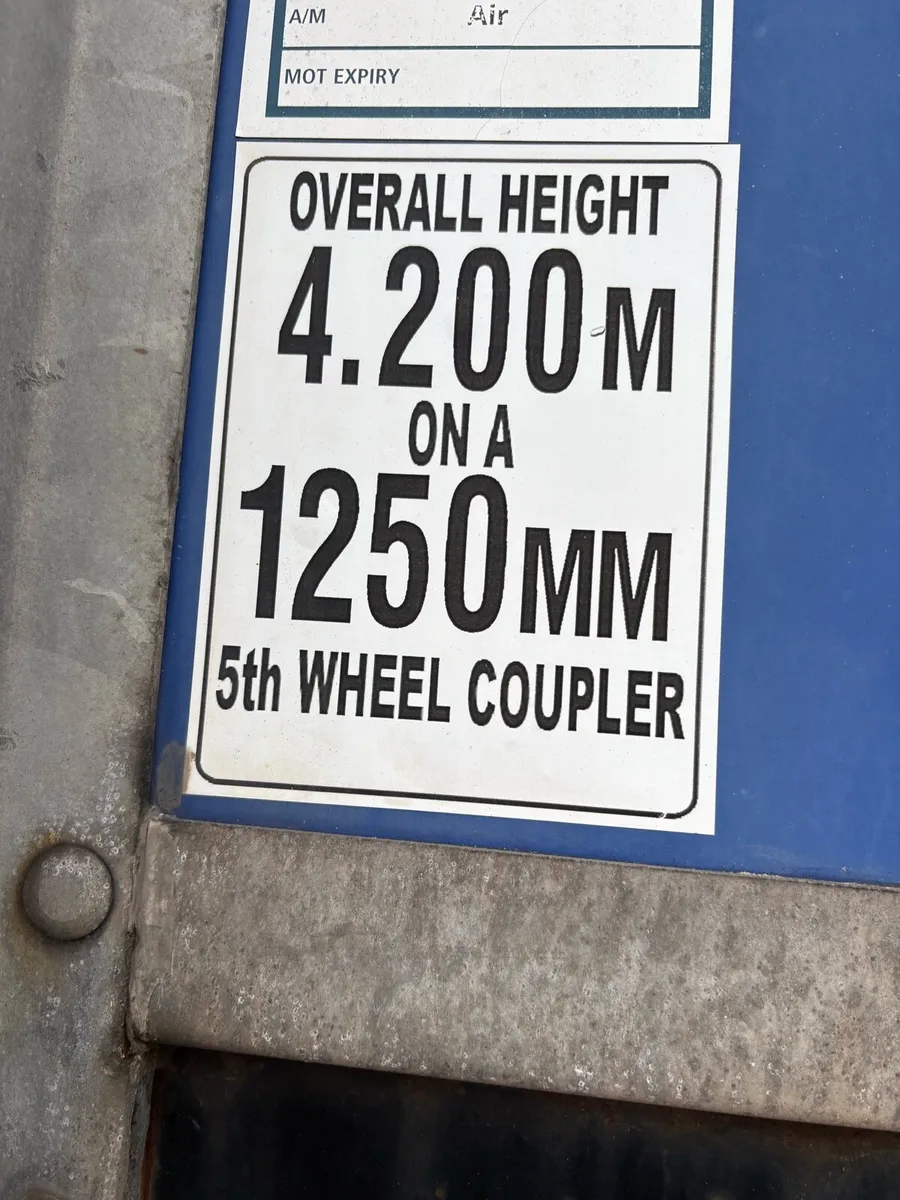 A/M Air
MOT EXPIRY
OVERALL HEIGHT
4.200M
ON A
1250MM
5th WHEEL COUPLER